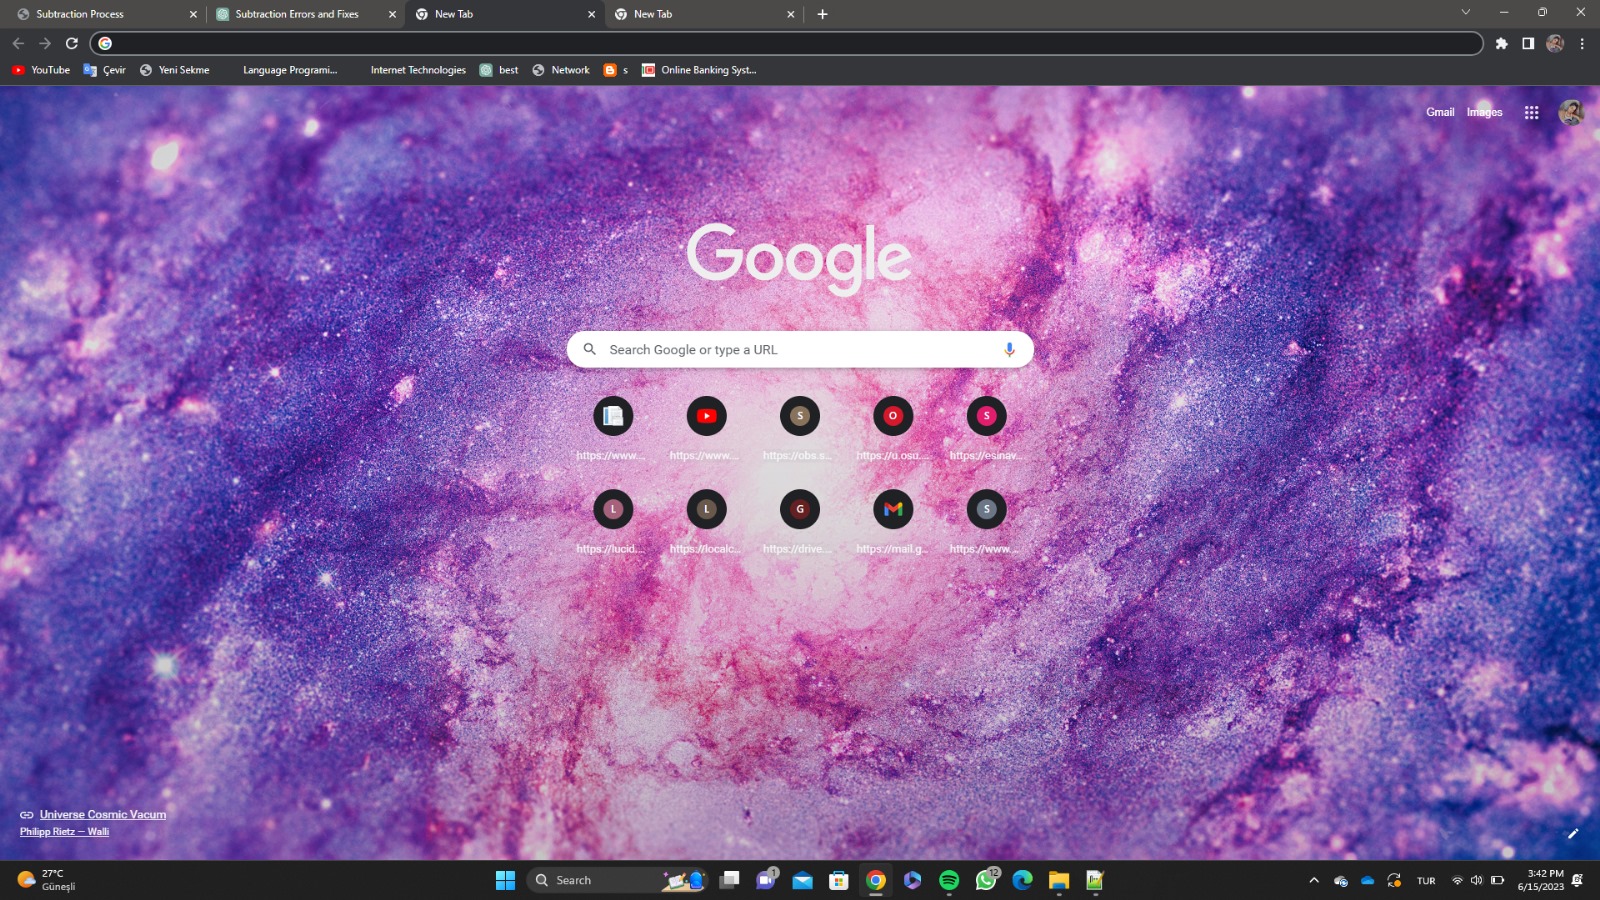 Subtraction Process
Subtraction Errors and Fixes
New Tab
New Tab
YouTube
Çevir
Yeni Sekme
Language Programi...
Internet Technologies
best
Network
s
Online Banking Syst...
Gmail
Images
Google
Search Google or type a URL
S
O
S
https://www....
https://www....
https://obs.s...
https://u.osu....
https://esinav...
L
L
G
S
https://lucid....
https://localc...
https://drive....
https://mail.g...
https://www....
Universe Cosmic Vacum
Philipp Rietz — Walli
27°C
Güneşli
Search
1
12
TUR
3:42 PM
6/15/2023